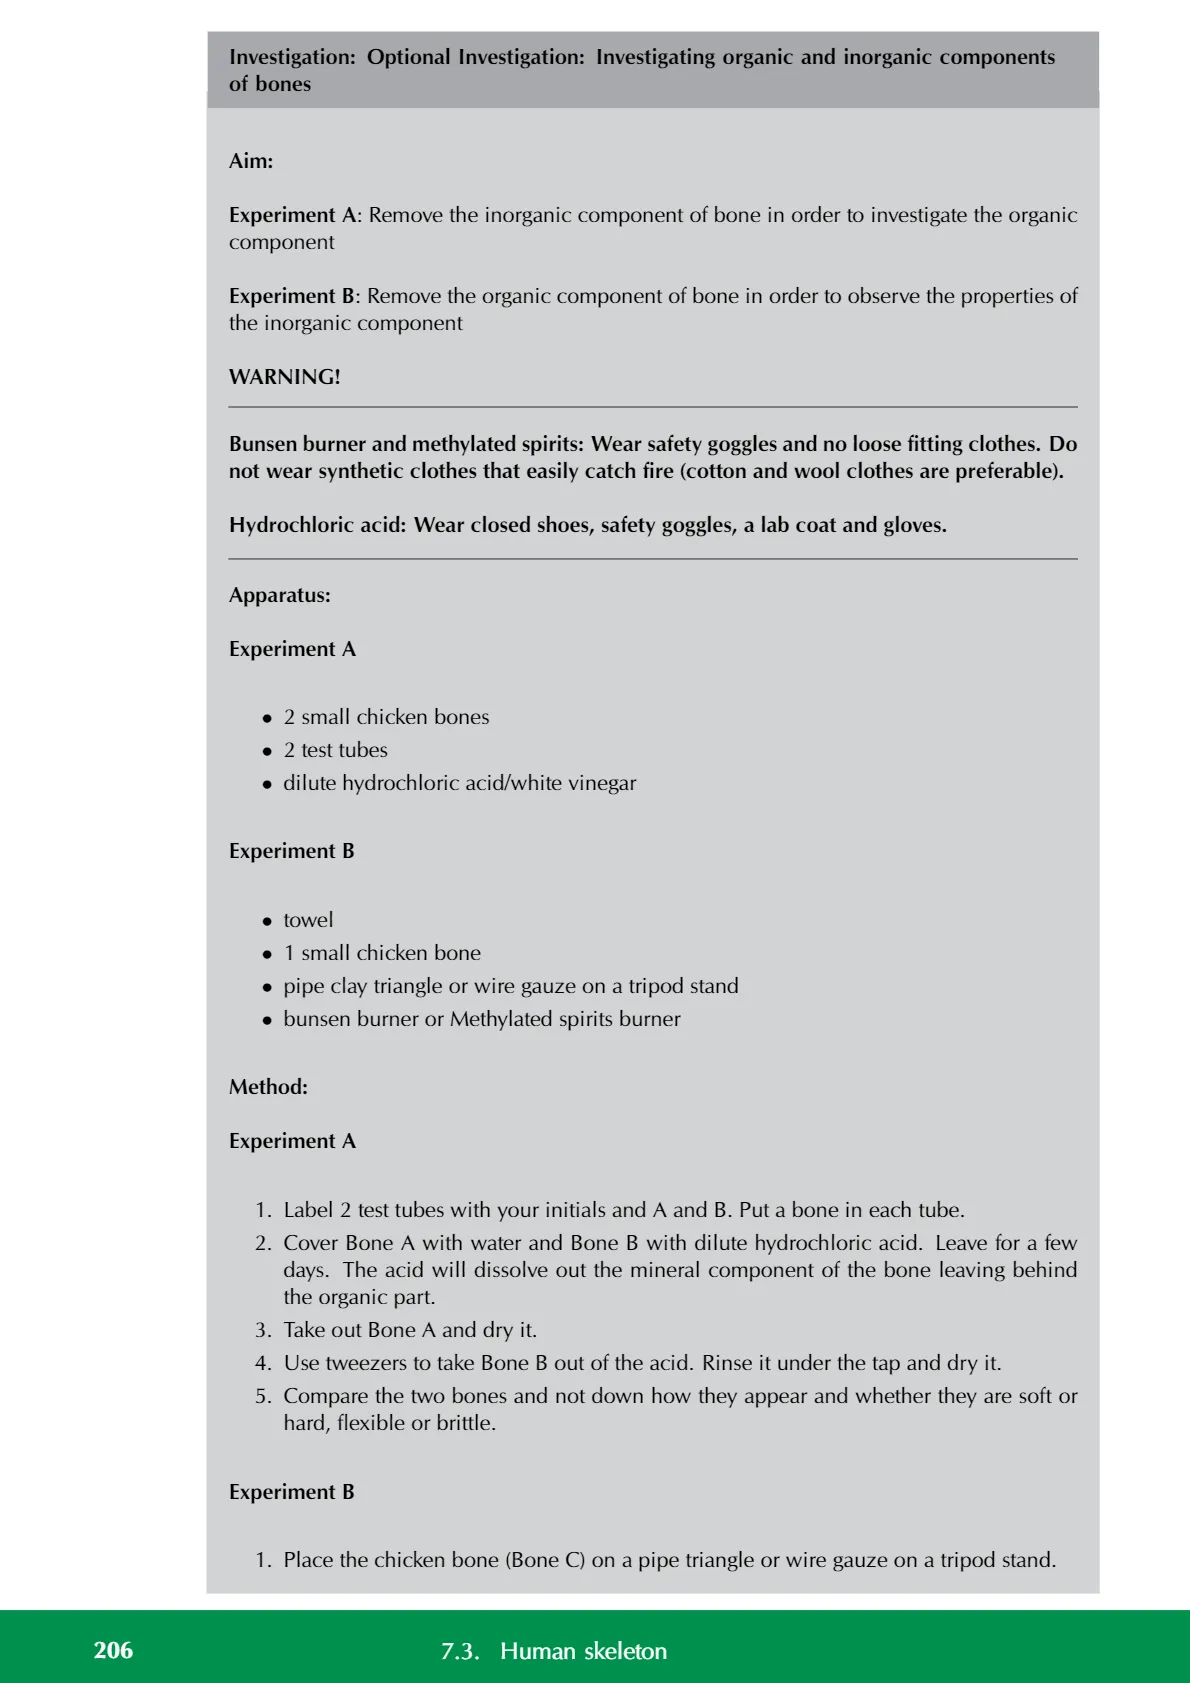 Investigation: Optional Investigation: Investigating organic and inorganic components
of bones
Aim:
Experiment A: Remove the inorganic component of bone in order to investigate the organic
component
Experiment B: Remove the organic component of bone in order to observe the properties of
the inorganic component
WARNING!
Bunsen burner and methylated spirits: Wear safety goggles and no loose fitting clothes. Do
not wear synthetic clothes that easily catch fire (cotton and wool clothes are preferable).
Hydrochloric acid: Wear closed shoes, safety goggles, a lab coat and gloves.
Apparatus:
Experiment A
• 2 small chicken bones
• 2 test tubes
• dilute hydrochloric acid/white vinegar
Experiment B
• towel
• 1 small chicken bone
• pipe clay triangle or wire gauze on a tripod stand
• bunsen burner or Methylated spirits burner
Method:
Experiment A
1. Label 2 test tubes with your initials and A and B. Put a bone in each tube.
2. Cover Bone A with water and Bone B with dilute hydrochloric acid. Leave for a few
days. The acid will dissolve out the mineral component of the bone leaving behind
the organic part.
3. Take out Bone A and dry it.
4. Use tweezers to take Bone B out of the acid. Rinse it under the tap and dry it.
5. Compare the two bones and not down how they appear and whether they are soft or
hard, flexible or brittle.
Experiment B
1. Place the chicken bone (Bone C) on a pipe triangle or wire gauze on a tripod stand.
206 7.3. Human skeleton